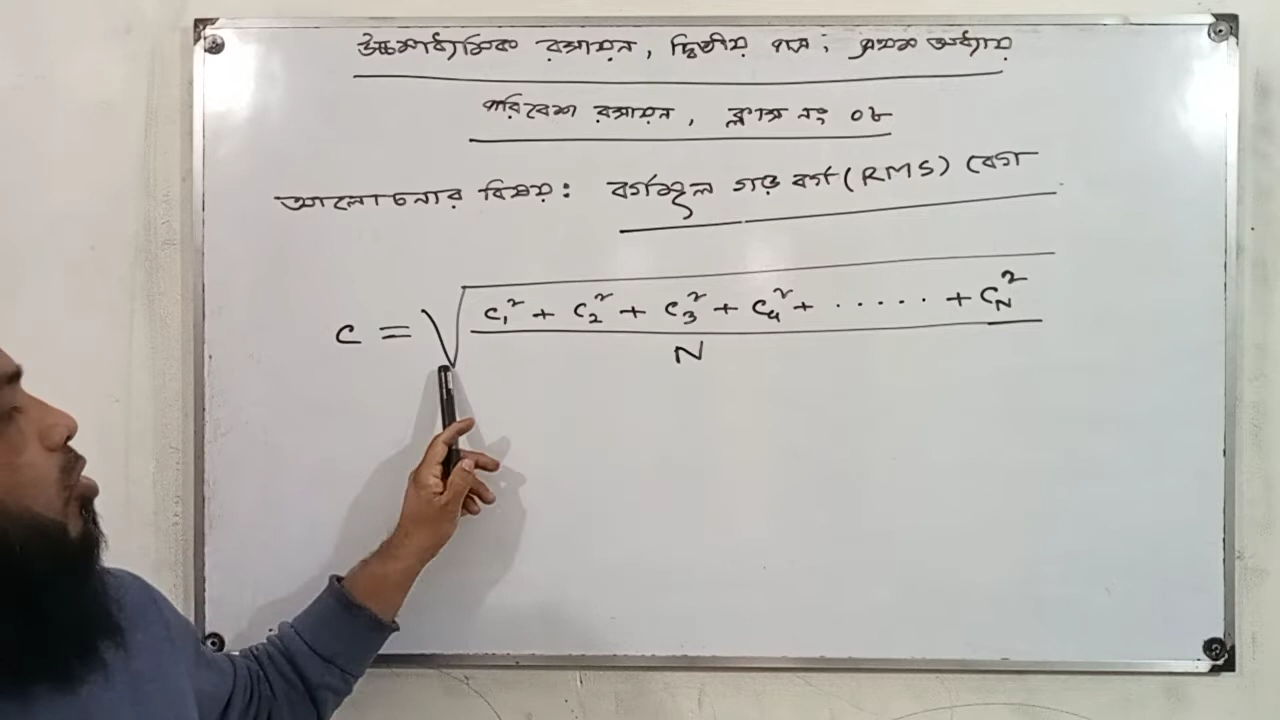 উচ্চমাধ্যমিক রসায়ন, দ্বিতীয় পত্র; প্রথম অধ্যায়
পরিবেশ রসায়ন, ক্লাস নং ০৮
আলোচনার বিষয়: বর্গমূল গড় বর্গ (RMS) বেগ
c = √((c₁² + c₂² + c₃² + c₄² + ...... + c_N²) / N)